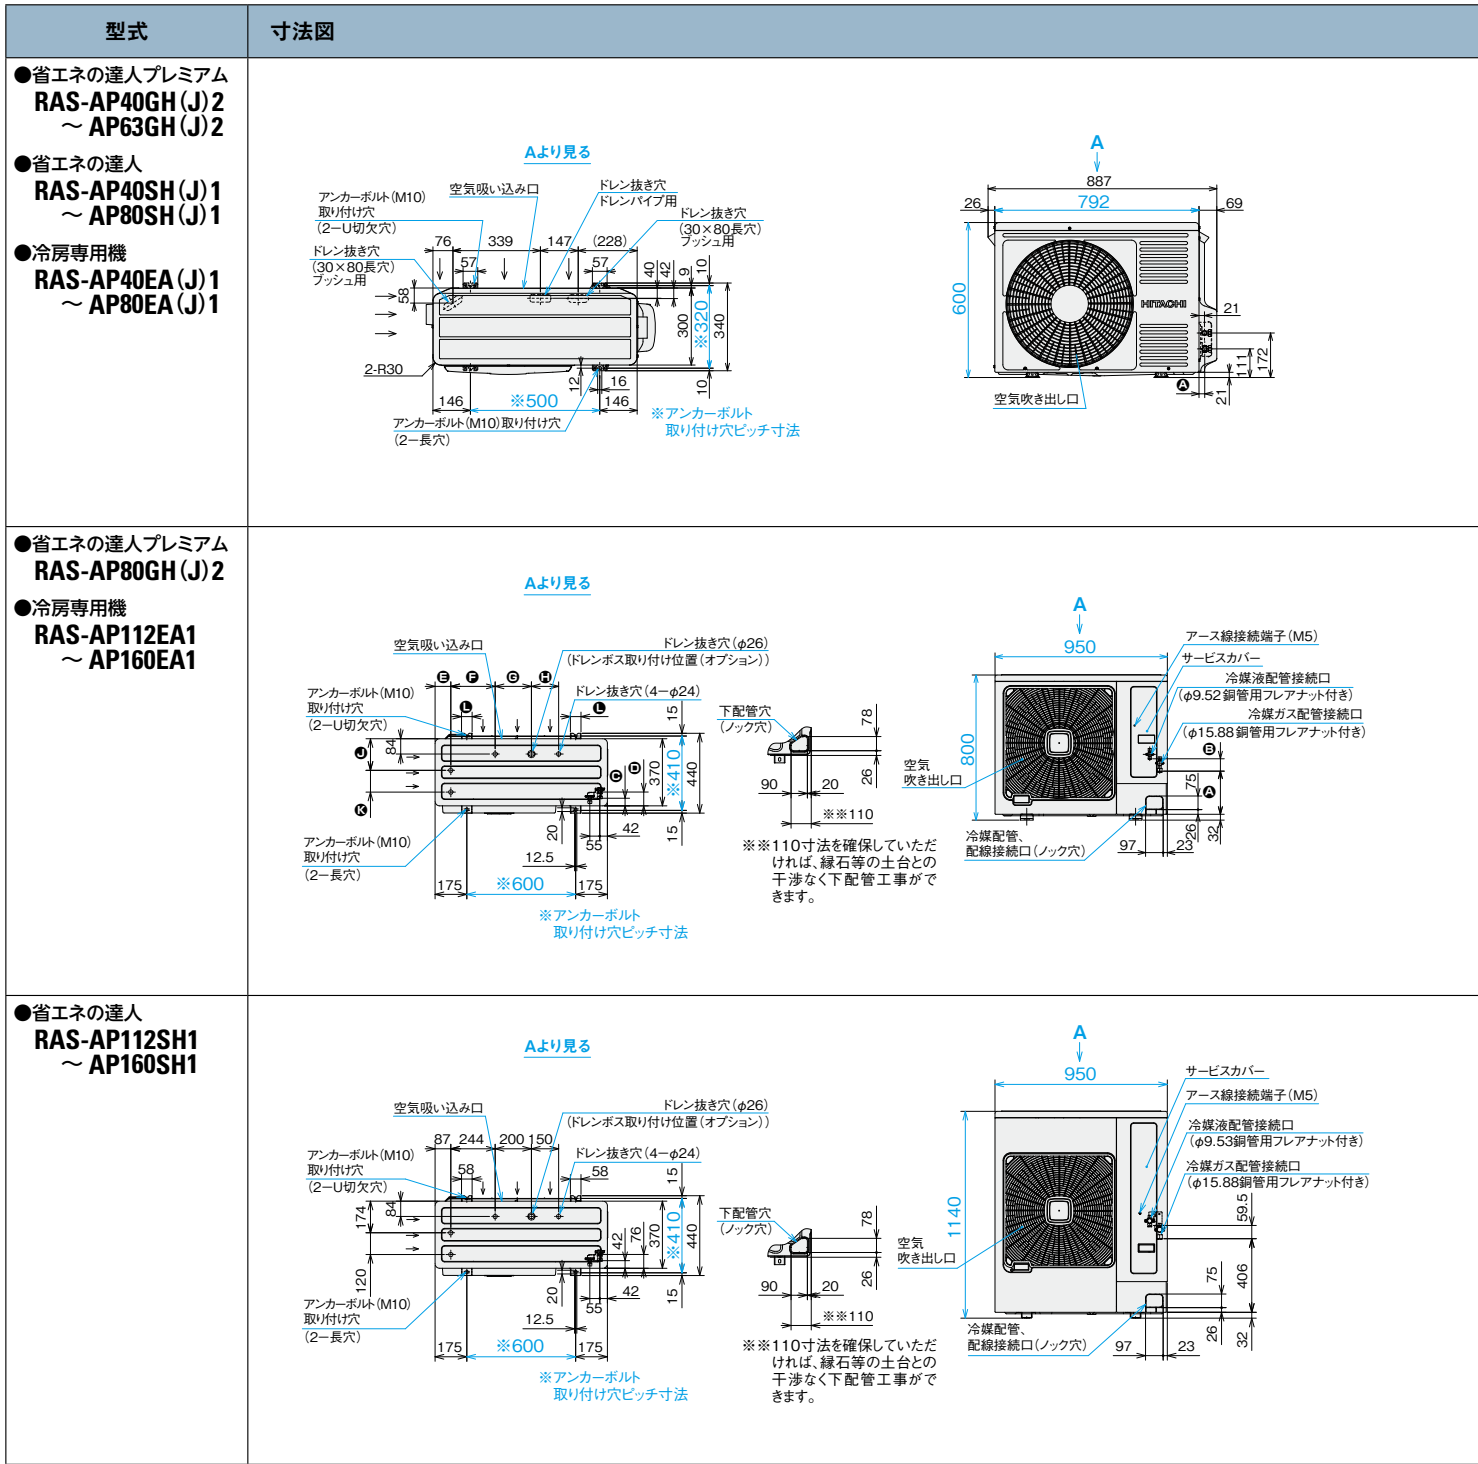 型式
寸法図
●省エネの達人プレミアム
RAS-AP40GH(J)2
～ AP63GH(J)2
●省エネの達人
RAS-AP40SH(J)1
～ AP80SH(J)1
●冷房専用機
RAS-AP40EA(J)1
～ AP80EA(J)1
Aより見る
アンカーボルト(M10)
取り付け穴
(2－U切欠穴)
空気吸い込み口
ドレン抜き穴
ドレンパイプ用
ドレン抜き穴
(30×80長穴)
ブッシュ用
ドレン抜き穴
(30×80長穴)
ブッシュ用
76
339
147
(228)
57
57
58
40
42
9
10
300
※320
340
2-R30
12
16
10
146
※500
146
アンカーボルト(M10)取り付け穴
(2－長穴)
※アンカーボルト
取り付け穴ピッチ寸法
A
887
26
792
69
600
HITACHI
21
111
172
A
21
空気吹き出し口
●省エネの達人プレミアム
RAS-AP80GH(J)2
●冷房専用機
RAS-AP112EA1
～ AP160EA1
Aより見る
空気吸い込み口
ドレン抜き穴(φ26)
(ドレンボス取り付け位置(オプション))
E
F
G
H
アンカーボルト(M10)
取り付け穴
(2－U切欠穴)
L
ドレン抜き穴(4－φ24)
L
15
J
84
C
D
370
※410
440
K
アンカーボルト(M10)
取り付け穴
(2－長穴)
20
55
42
15
12.5
175
※600
175
※アンカーボルト
取り付け穴ピッチ寸法
下配管穴
(ノック穴)
78
26
90
20
※※110
※※110寸法を確保していただ
ければ、縁石等の土台との
干渉なく下配管工事がで
きます。
A
950
アース線接続端子(M5)
サービスカバー
冷媒液配管接続口
(φ9.52銅管用フレアナット付き)
冷媒ガス配管接続口
(φ15.88銅管用フレアナット付き)
800
空気
吹き出し口
B
75
A
26
32
冷媒配管、
配線接続口(ノック穴)
97
23
●省エネの達人
RAS-AP112SH1
～ AP160SH1
Aより見る
空気吸い込み口
ドレン抜き穴(φ26)
(ドレンボス取り付け位置(オプション))
87
244
200
150
アンカーボルト(M10)
取り付け穴
(2－U切欠穴)
58
ドレン抜き穴(4－φ24)
58
15
174
84
42
76
370
※410
440
120
アンカーボルト(M10)
取り付け穴
(2－長穴)
20
55
42
15
12.5
175
※600
175
※アンカーボルト
取り付け穴ピッチ寸法
下配管穴
(ノック穴)
78
26
90
20
※※110
※※110寸法を確保していただ
ければ、縁石等の土台との
干渉なく下配管工事がで
きます。
A
950
サービスカバー
アース線接続端子(M5)
冷媒液配管接続口
(φ9.53銅管用フレアナット付き)
冷媒ガス配管接続口
(φ15.88銅管用フレアナット付き)
1140
空気
吹き出し口
59.5
75
406
26
32
冷媒配管、
配線接続口(ノック穴)
97
23